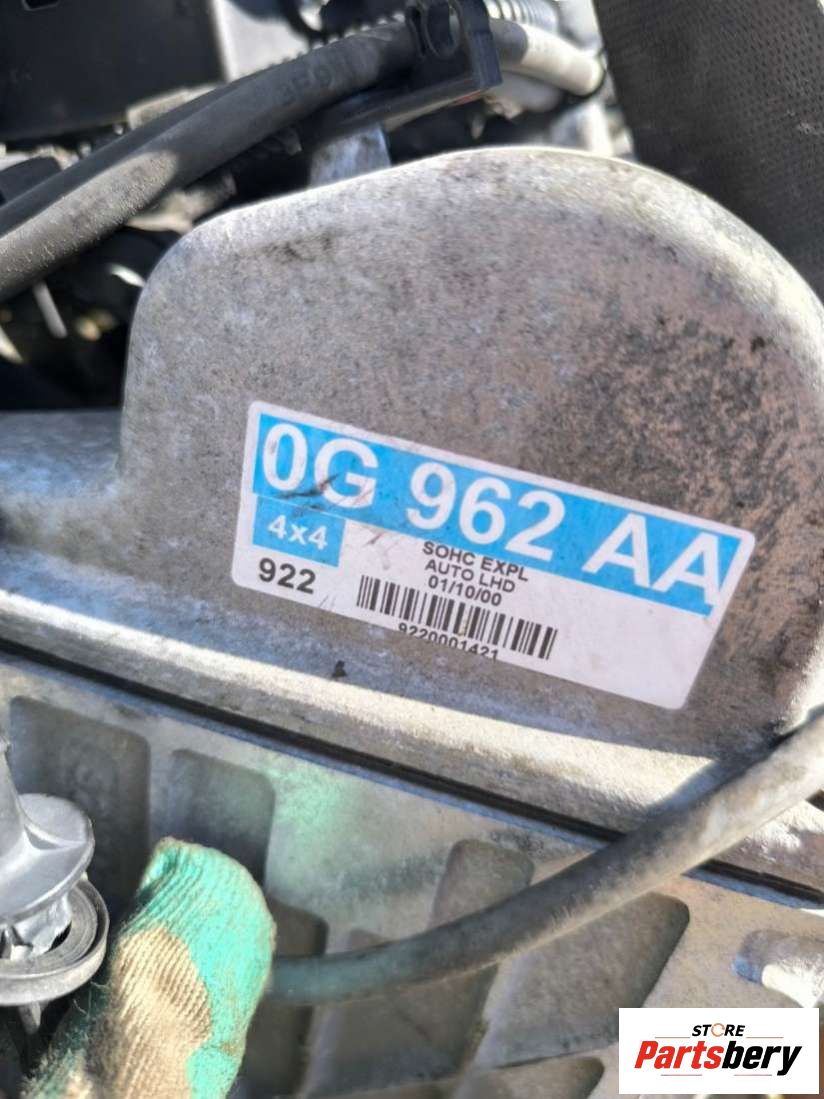 0G 962 AA
4x4
922
SOHC EXPL
AUTO LHD
01/10/00
9220001421
STORE
Partsbery